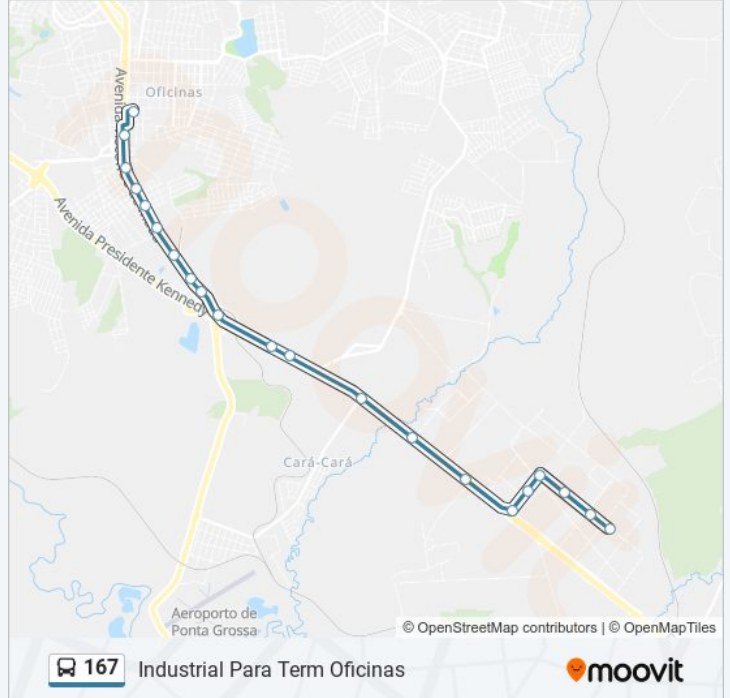 Oficinas
Avenida
Avenida Presidente Kennedy
Cará-Cará
Aeroporto de
Ponta Grossa
© OpenStreetMap contributors | © OpenMapTiles
167 Industrial Para Term Oficinas
moovit